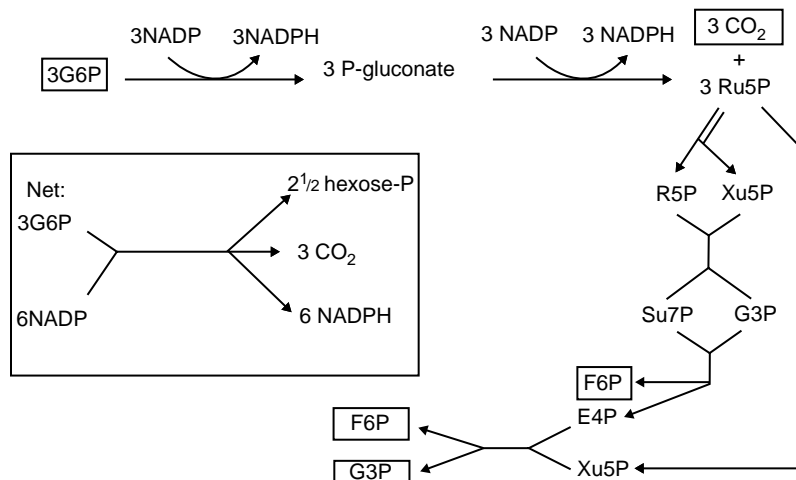 3NADP 3NADPH 3 NADP 3 NADPH 3 CO₂
+
3G6P 3 P-gluconate 3 Ru5P
Net: 2 1/2 hexose-P
R5P Xu5P
3G6P
3 CO₂
6NADP 6 NADPH
Su7P G3P
F6P
E4P
F6P
G3P Xu5P